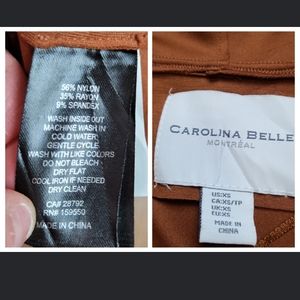 56% NYLON
35% RAYON
9% SPANDEX
WASH INSIDE OUT
MACHINE WASH IN
COLD WATER
GENTLE CYCLE
WASH WITH LIKE COLORS
DO NOT BLEACH
DRY FLAT
COOL IRON IF NEEDED
DRY CLEAN
CA# 28792
RN# 159550
MADE IN CHINA
CAROLINA BELLE
MONTRÉAL
US:XS
CA:XS/TP
UK:XS
EU:XS
MADE IN
CHINA